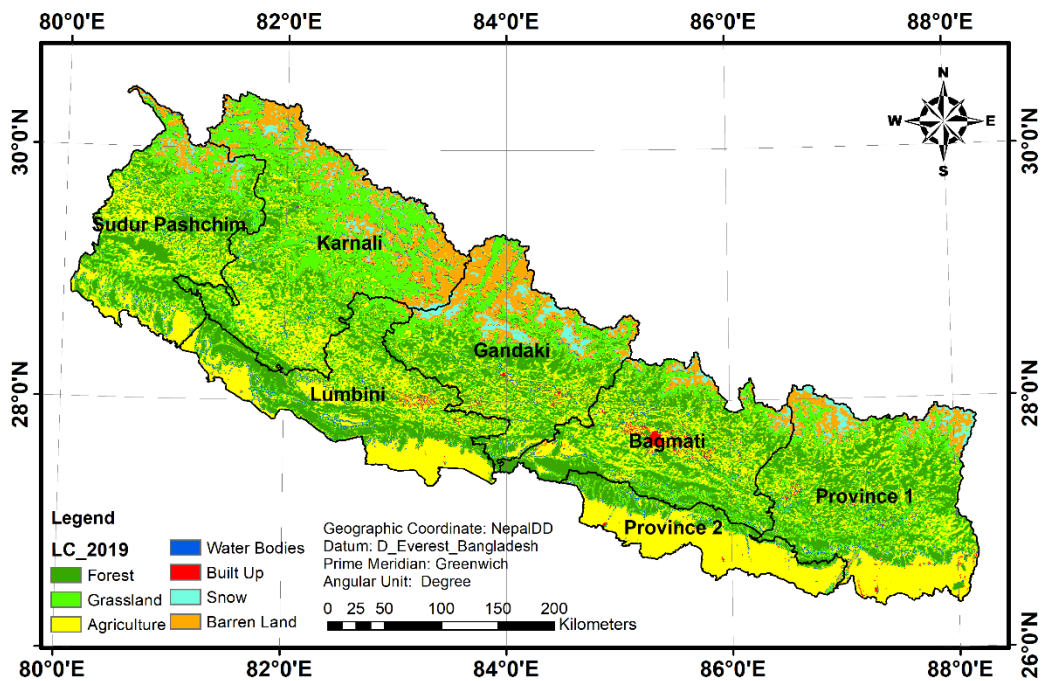 80°0'E 82°0'E 84°0'E 86°0'E 88°0'E
N
W E
S
30°0'N 30°0'N
Sudur Pashchim
Karnali
Gandaki
28°0'N 28°0'N
Lumbini
Bagmati
Province 1
Province 2
Legend
LC_2019
Forest
Grassland
Agriculture
Water Bodies
Built Up
Snow
Barren Land
Geographic Coordinate: NepalDD
Datum: D_Everest_Bangladesh
Prime Meridian: Greenwich
Angular Unit: Degree
0 25 50 100 150 200
Kilometers
26°0'N
80°0'E 82°0'E 84°0'E 86°0'E 88°0'E